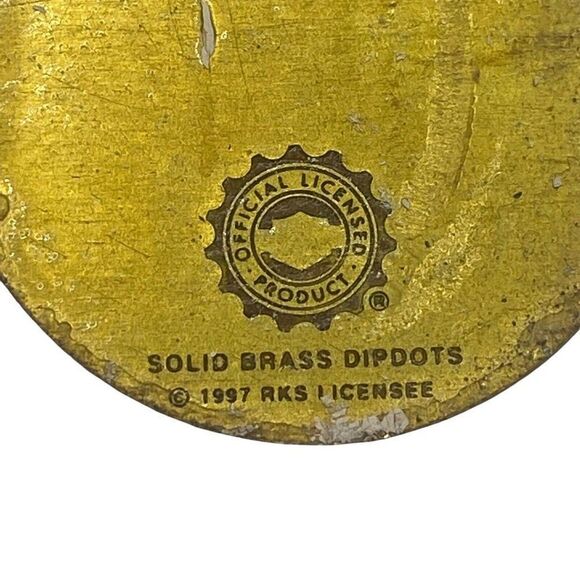 OFFICIAL LICENSED
· PRODUCT ·
®
SOLID BRASS DIPDOTS
© 1997 RKS LICENSEE